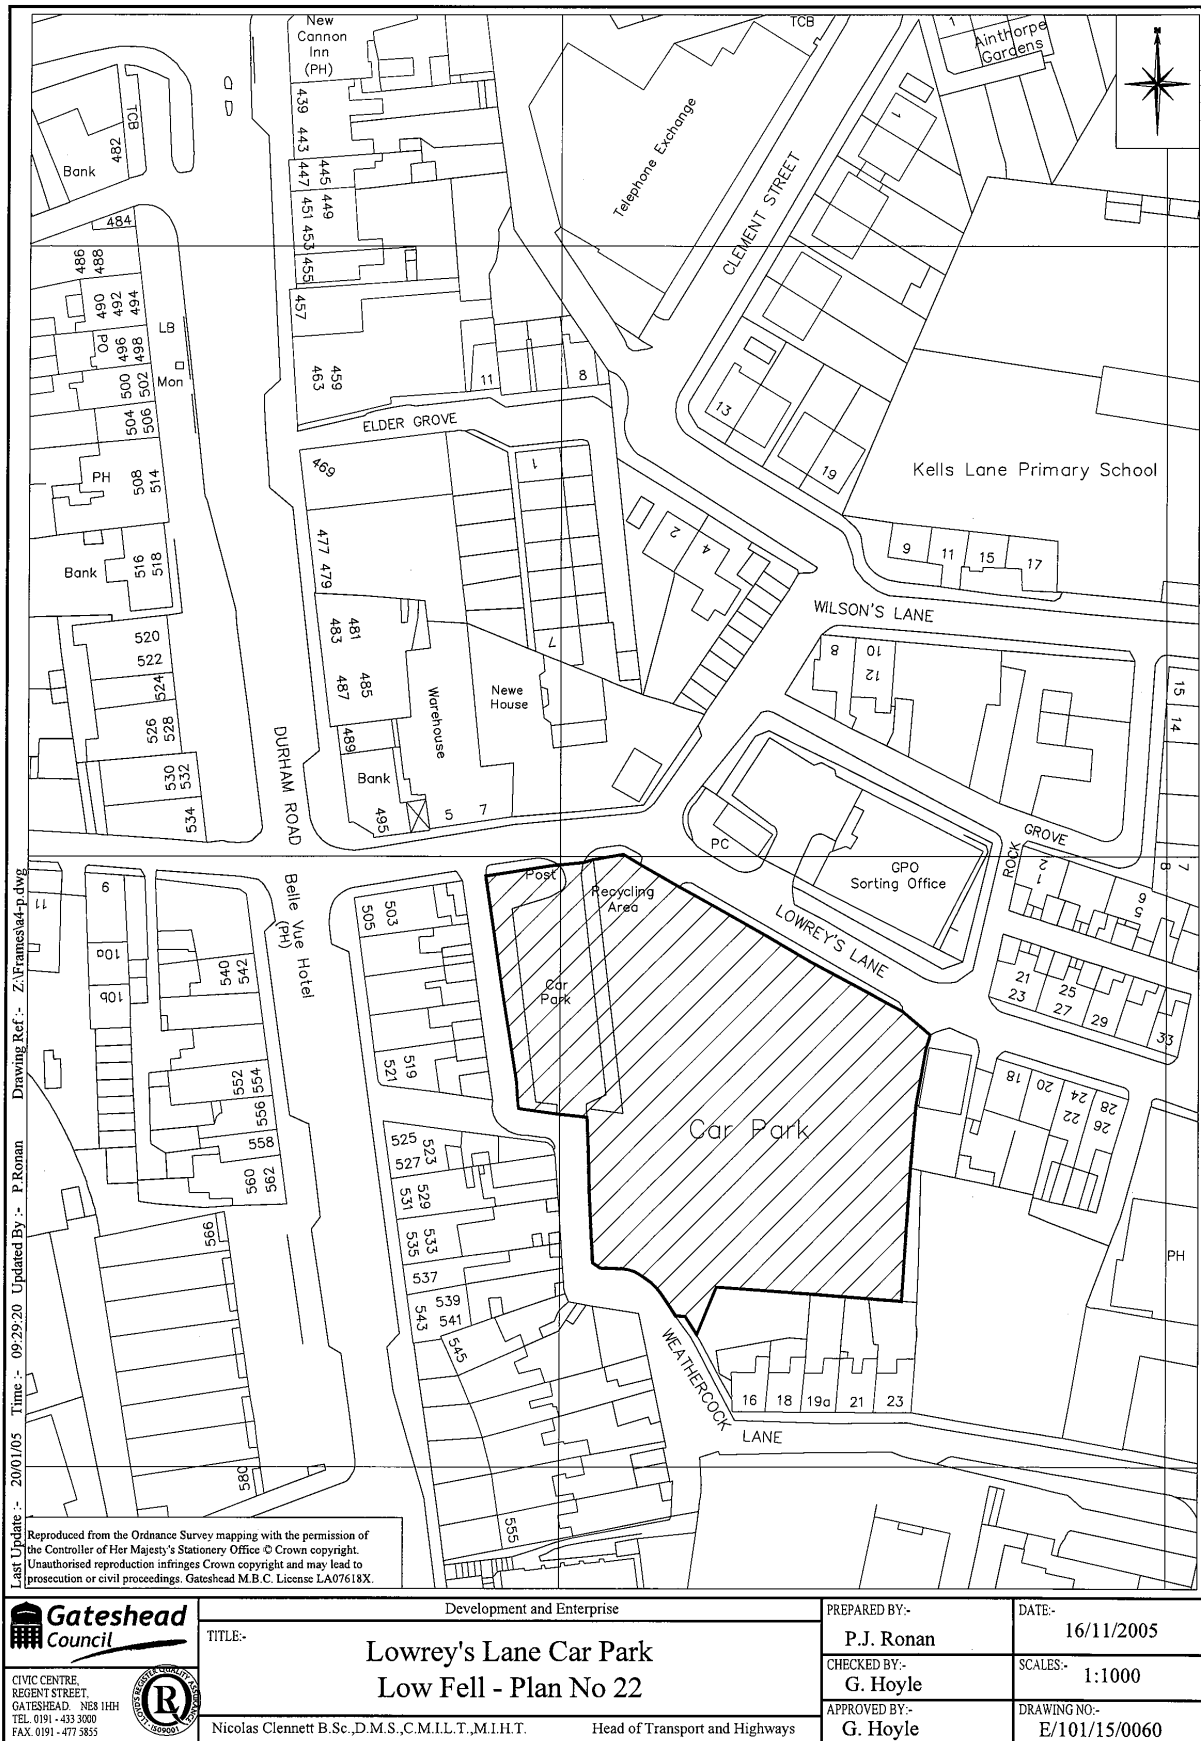 New
Cannon
Inn
(PH)
TCB
1
Ainthorpe
Gardens
N
TCB
482
Bank
439
443
447
445
451
449
453
455
457
Telephone Exchange
1
CLEMENT STREET
484
486
488
490
492
494
LB
PO
496
498
Mon
500
502
504
506
463
459
11
8
13
19
ELDER GROVE
Kells Lane Primary School
PH
508
514
469
1
2
4
477
479
9
11
15
17
Bank
516
518
WILSON'S LANE
520
522
524
526
528
530
532
534
483
481
487
485
489
Bank
495
Warehouse
5
7
Newe
House
7
8
10
12
15
14
DURHAM ROAD
PC
GPO
Sorting Office
ROCK
GROVE
1
2
5
6
7
8
11
9
10a
10b
Belle Vue Hotel
(PH)
540
542
505
503
Post
Recycling
Area
Car
Park
LOWREY'S LANE
21
23
25
27
29
33
552
554
556
558
560
562
521
519
525
523
527
529
531
533
535
537
539
541
543
545
Car Park
18
20
22
24
26
28
PH
566
580
555
WEATHERCOCK
LANE
16
18
19a
21
23
Last Update :- 20/01/05 Time :- 09:29:20 Updated By :- P.Ronan Drawing Ref :- Z:\Frames\a4-p.dwg
Reproduced from the Ordnance Survey mapping with the permission of
the Controller of Her Majesty's Stationery Office © Crown copyright.
Unauthorised reproduction infringes Crown copyright and may lead to
prosecution or civil proceedings. Gateshead M.B.C. License LA07618X.
Gateshead
Council
CIVIC CENTRE,
REGENT STREET,
GATESHEAD. NE8 1HH
TEL. 0191 - 433 3000
FAX. 0191 - 477 5855
LLOYD'S REGISTER QUALITY ASSURANCE
R
ISO9001
Development and Enterprise
TITLE:-
Lowrey's Lane Car Park
Low Fell - Plan No 22
Nicolas Clennett B.Sc.,D.M.S.,C.M.I.L.T.,M.I.H.T. Head of Transport and Highways
PREPARED BY:-
P.J. Ronan
CHECKED BY:-
G. Hoyle
APPROVED BY:-
G. Hoyle
DATE:-
16/11/2005
SCALES:- 1:1000
DRAWING NO:-
E/101/15/0060